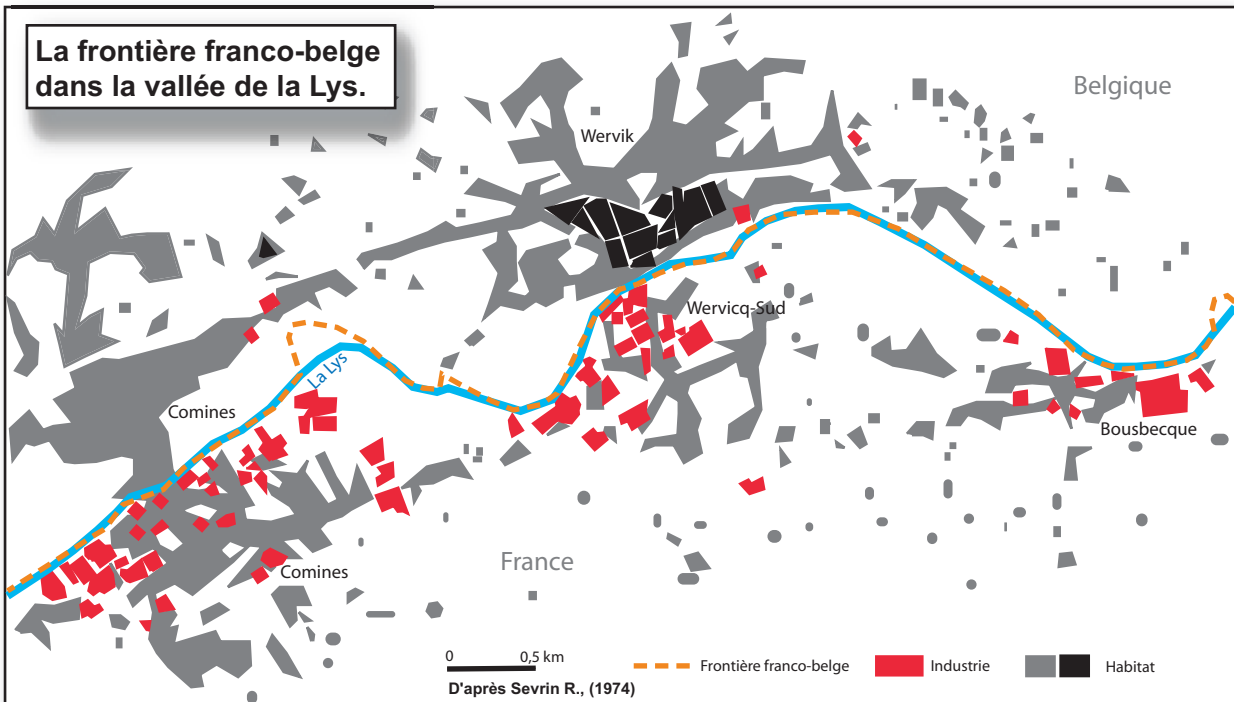 La frontière franco-belge
dans la vallée de la Lys.
Belgique
Wervik
Wervicq-Sud
La Lys
Comines
Bousbecque
France
Comines
0 0,5 km
Frontière franco-belge
Industrie
Habitat
D'après Sevrin R., (1974)